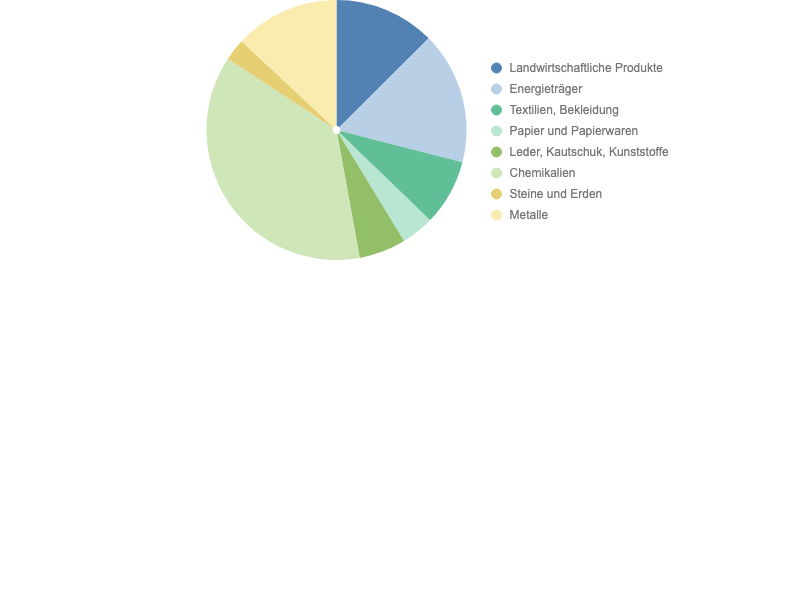 Landwirtschaftliche Produkte
Energieträger
Textilien, Bekleidung
Papier und Papierwaren
Leder, Kautschuk, Kunststoffe
Chemikalien
Steine und Erden
Metalle